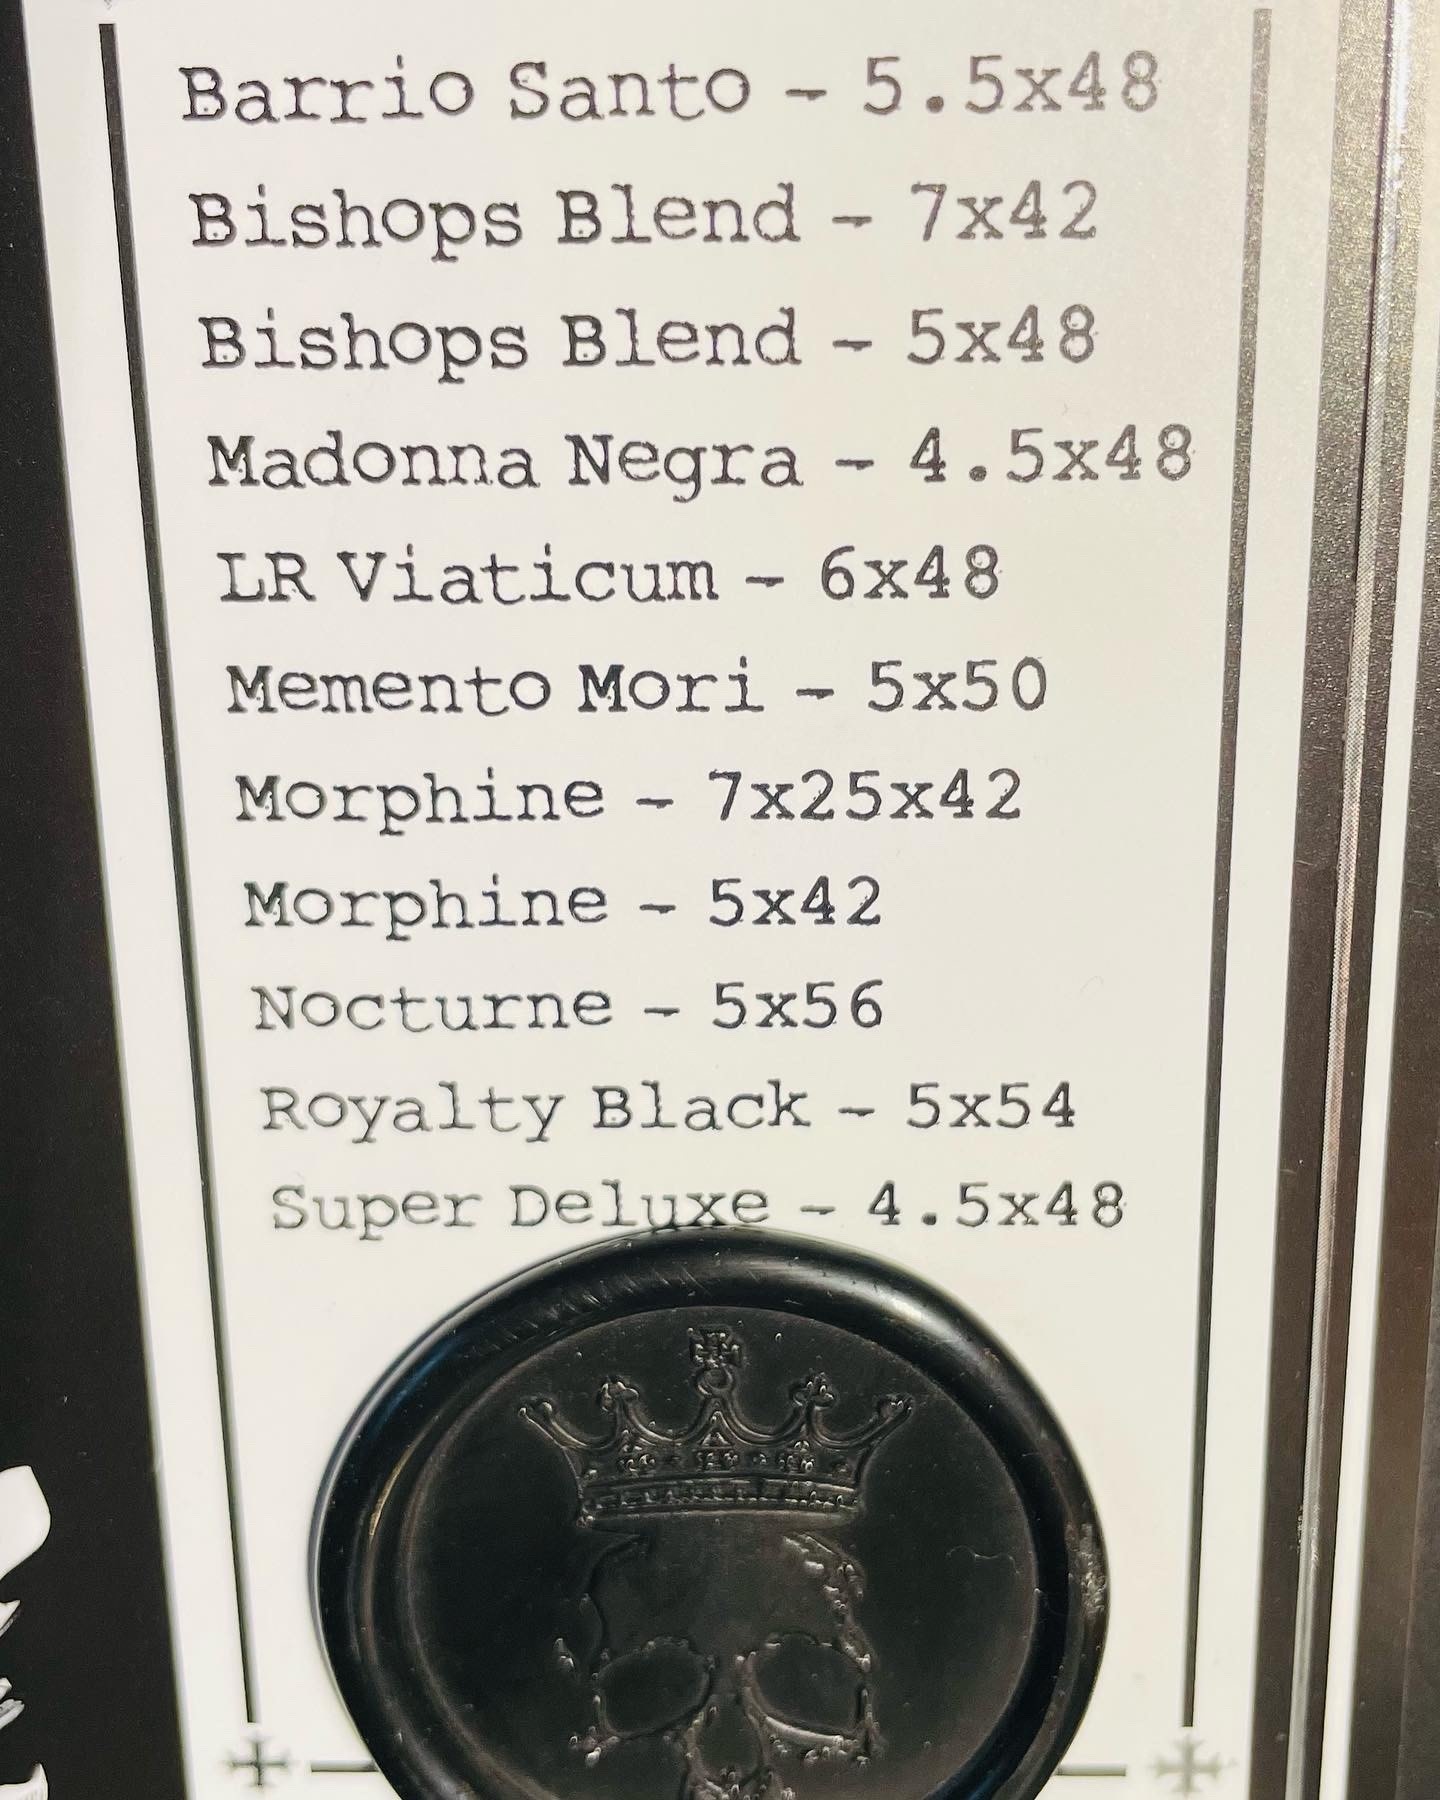 Barrio Santo - 5.5x48
Bishops Blend - 7x42
Bishops Blend - 5x48
Madonna Negra - 4.5x48
LR Viaticum - 6x48
Memento Mori - 5x50
Morphine - 7x25x42
Morphine - 5x42
Nocturne - 5x56
Royalty Black - 5x54
Super Deluxe - 4.5x48